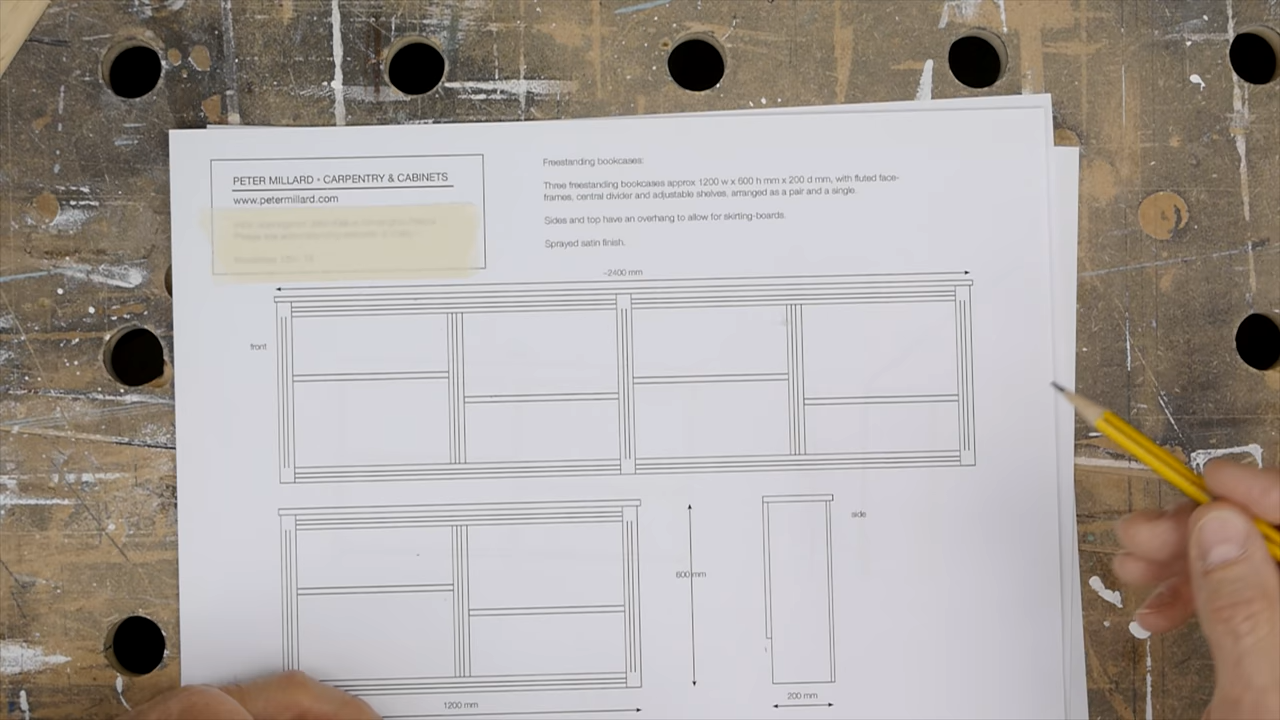 PETER MILLARD • CARPENTRY & CABINETS
www.petermillard.com
Freestanding bookcases:
Three freestanding bookcases approx 1200 w x 600 h mm x 200 d mm, with fluted face-
frames, central divider and adjustable shelves, arranged as a pair and a single.
Sides and top have an overhang to allow for skirting-boards.
Sprayed satin finish.
~2400 mm
front
side
600 mm
200 mm
1200 mm